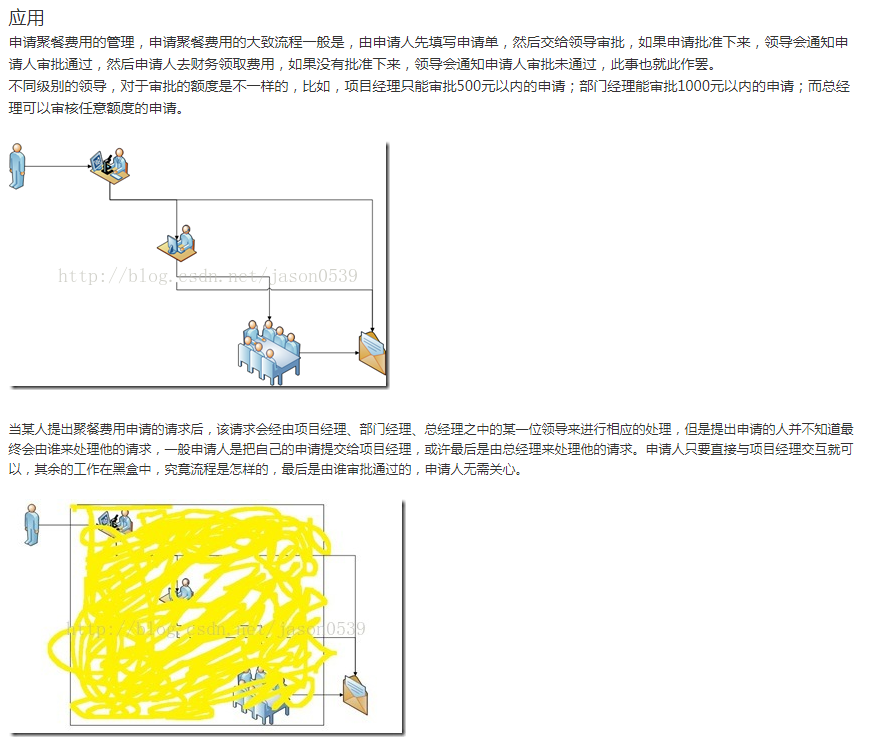 应用
申请聚餐费用的管理，申请聚餐费用的大致流程一般是，由申请人先填写申请单，然后交给领导审批，如果申请批准下来，领导会通知申
请人审批通过，然后申请人去财务领取费用，如果没有批准下来，领导会通知申请人审批未通过，此事也就此作罢。
不同级别的领导，对于审批的额度是不一样的，比如，项目经理只能审批500元以内的申请；部门经理能审批1000元以内的申请；而总经
理可以审核任意额度的申请。
http://blog.csdn.net/jason0539
当某人提出聚餐费用申请的请求后，该请求会经由项目经理、部门经理、总经理之中的某一位领导来进行相应的处理，但是提出申请的人并不知道最
终会由谁来处理他的请求，一般申请人是把自己的申请提交给项目经理，或许最后是由总经理来处理他的请求。申请人只要直接与项目经理交互就可
以，其余的工作在黑盒中，究竟流程是怎样的，最后是由谁审批通过的，申请人无需关心。
http://blog.csdn.net/jason0539